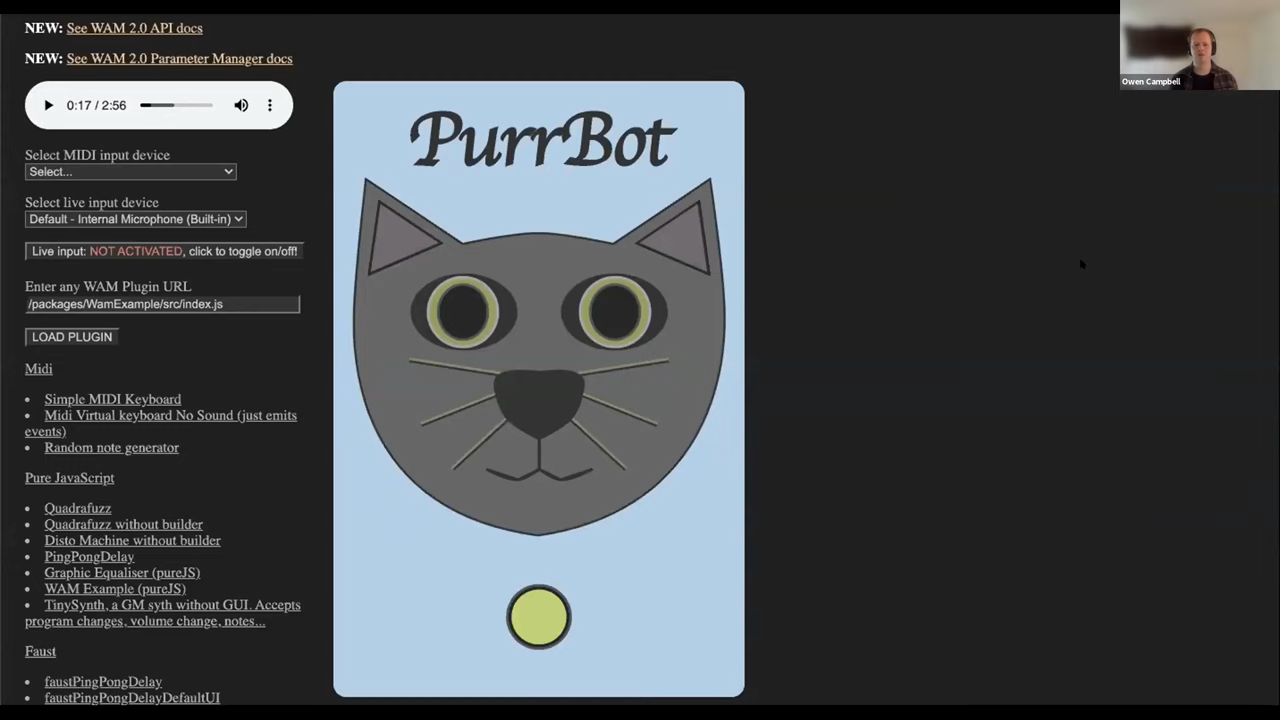 NEW: See WAM 2.0 API docs
NEW: See WAM 2.0 Parameter Manager docs
0:17 / 2:56
Select MIDI input device
Select...
Select live input device
Default - Internal Microphone (Built-in)
Live input: NOT ACTIVATED, click to toggle on/off!
Enter any WAM Plugin URL
/packages/WamExample/src/index.js
LOAD PLUGIN
Midi
Simple MIDI Keyboard
Midi Virtual keyboard No Sound (just emits
events)
Random note generator
Pure JavaScript
Quadrafuzz
Quadrafuzz without builder
Disto Machine without builder
PingPongDelay
Graphic Equaliser (pureJS)
WAM Example (pureJS)
TinySynth, a GM syth without GUI. Accepts
program changes, volume change, notes...
Faust
faustPingPongDelay
faustPingPongDelayDefaultUI
PurrBot
Owen Campbell